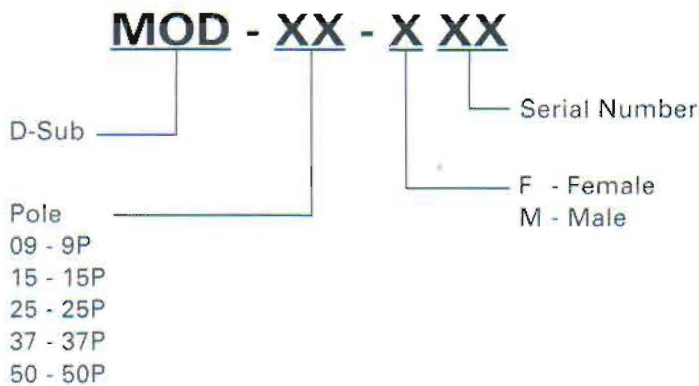 MOD - XX - X XX
D-Sub
Serial Number
F - Female
M - Male
Pole
09 - 9P
15 - 15P
25 - 25P
37 - 37P
50 - 50P